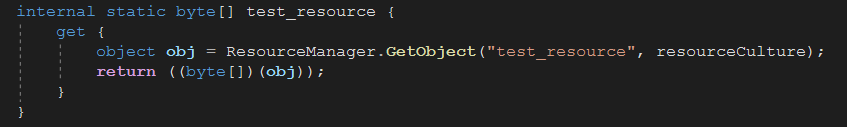 internal static byte[] test_resource {
get {
object obj = ResourceManager.GetObject("test_resource", resourceCulture);
return ((byte[])(obj));
}
}